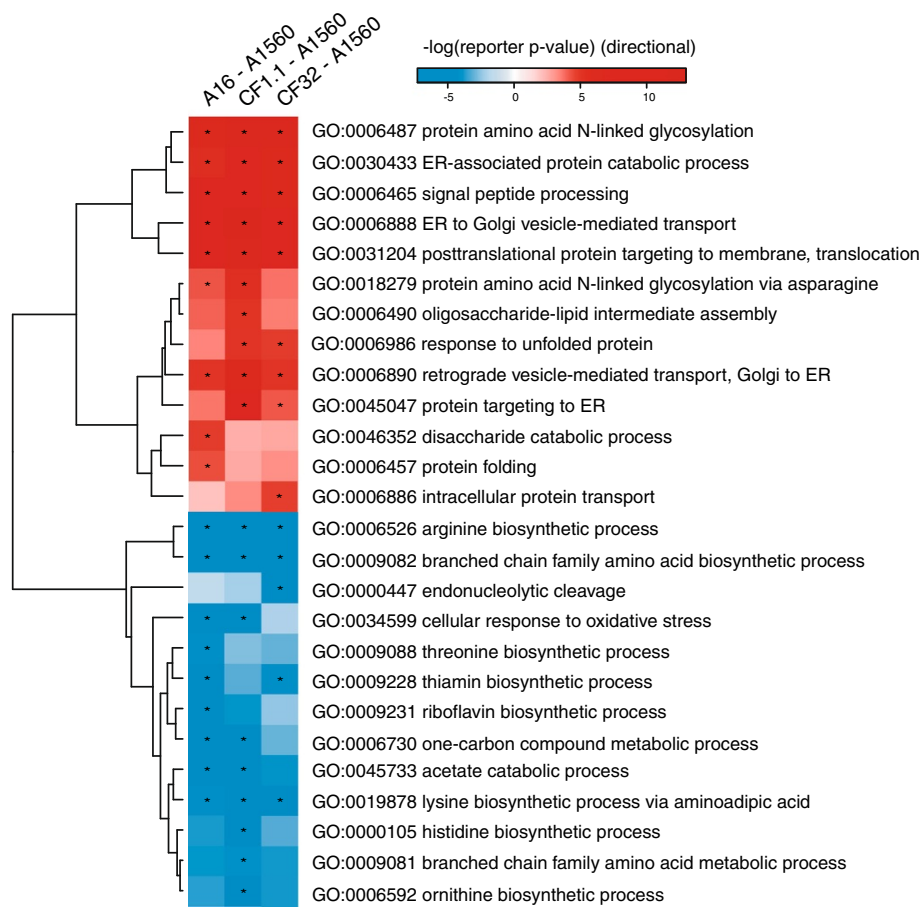 A16 - A1560
CF1.1 - A1560
CF32 - A1560
-log(reporter p-value) (directional)
-5 0 5 10
* * * GO:0006487 protein amino acid N-linked glycosylation
* * * GO:0030433 ER-associated protein catabolic process
* * * GO:0006465 signal peptide processing
* * * GO:0006888 ER to Golgi vesicle-mediated transport
* * * GO:0031204 posttranslational protein targeting to membrane, translocation
* * GO:0018279 protein amino acid N-linked glycosylation via asparagine
* GO:0006490 oligosaccharide-lipid intermediate assembly
* * GO:0006986 response to unfolded protein
* * * GO:0006890 retrograde vesicle-mediated transport, Golgi to ER
* * GO:0045047 protein targeting to ER
* GO:0046352 disaccharide catabolic process
* GO:0006457 protein folding
* GO:0006886 intracellular protein transport
* * * GO:0006526 arginine biosynthetic process
* * * GO:0009082 branched chain family amino acid biosynthetic process
* GO:0000447 endonucleolytic cleavage
* * GO:0034599 cellular response to oxidative stress
* GO:0009088 threonine biosynthetic process
* * GO:0009228 thiamin biosynthetic process
* GO:0009231 riboflavin biosynthetic process
* * GO:0006730 one-carbon compound metabolic process
* * GO:0045733 acetate catabolic process
* * * GO:0019878 lysine biosynthetic process via aminoadipic acid
* GO:0000105 histidine biosynthetic process
* GO:0009081 branched chain family amino acid metabolic process
* GO:0006592 ornithine biosynthetic process